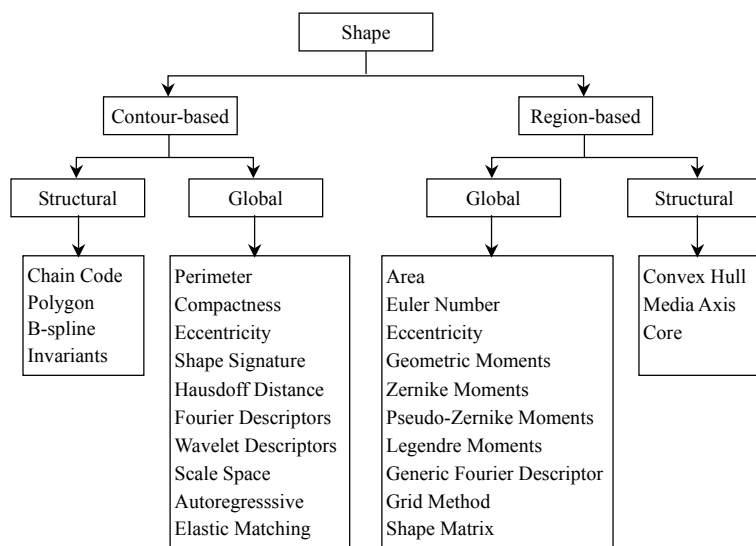 Shape
Contour-based
Region-based
Structural
Global
Global
Structural
Chain Code
Polygon
B-spline
Invariants
Perimeter
Compactness
Eccentricity
Shape Signature
Hausdoff Distance
Fourier Descriptors
Wavelet Descriptors
Scale Space
Autoregresssive
Elastic Matching
Area
Euler Number
Eccentricity
Geometric Moments
Zernike Moments
Pseudo-Zernike Moments
Legendre Moments
Generic Fourier Descriptor
Grid Method
Shape Matrix
Convex Hull
Media Axis
Core